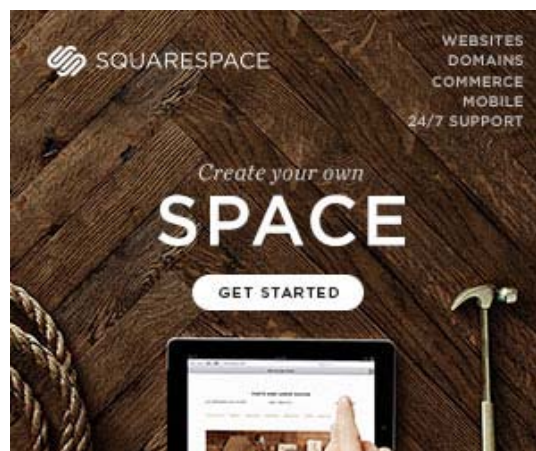 SQUARESPACE
WEBSITES
DOMAINS
COMMERCE
MOBILE
24/7 SUPPORT
Create your own
SPACE
GET STARTED